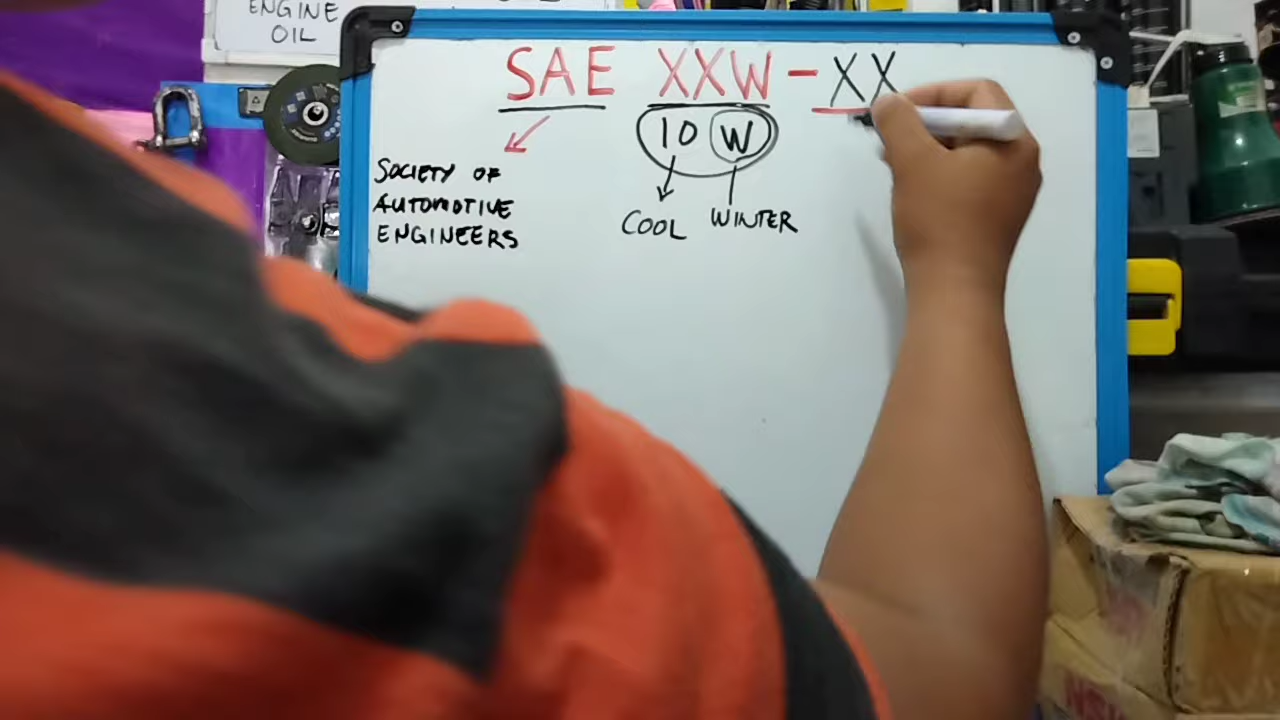 ENGINE
OIL
SAE XXW - XX
10 W
SOCIETY OF
AUTOMOTIVE
ENGINEERS
COOL WINTER